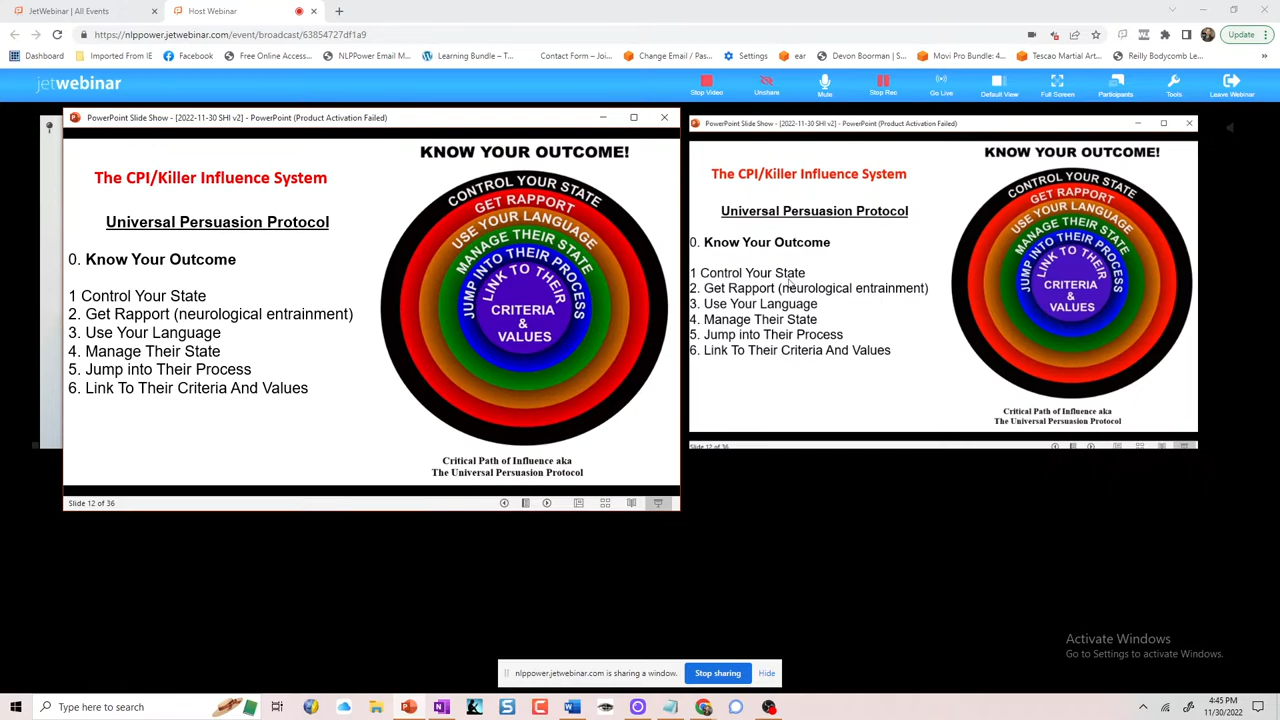 JetWebinar | All Events
Host Webinar
https://nlppower.jetwebinar.com/event/broadcast/63854727df1a9
Update
Dashboard
Imported From IE
Facebook
Free Online Access...
NLPPower Email M...
Learning Bundle – T...
Contact Form – Joi...
Change Email / Pas...
Settings
ear
Devon Boorman | S...
Movi Pro Bundle: 4...
Tescao Martial Art...
Reilly Bodycomb Le...
jetwebinar
Stop Video
Unshare
Mute
Stop Rec
Go Live
Default View
Full Screen
Participants
Tools
Leave Webinar
PowerPoint Slide Show - [2022-11-30 SHI v2] - PowerPoint (Product Activation Failed)
KNOW YOUR OUTCOME!
The CPI/Killer Influence System
Universal Persuasion Protocol
0. Know Your Outcome
1 Control Your State
2. Get Rapport (neurological entrainment)
3. Use Your Language
4. Manage Their State
5. Jump into Their Process
6. Link To Their Criteria And Values
CONTROL YOUR STATE
GET RAPPORT
USE YOUR LANGUAGE
MANAGE THEIR STATE
JUMP INTO THEIR PROCESS
LINK TO THEIR
CRITERIA
&
VALUES
Critical Path of Influence aka
The Universal Persuasion Protocol
Slide 12 of 36
PowerPoint Slide Show - [2022-11-30 SHI v2] - PowerPoint (Product Activation Failed)
KNOW YOUR OUTCOME!
The CPI/Killer Influence System
Universal Persuasion Protocol
0. Know Your Outcome
1 Control Your State
2. Get Rapport (neurological entrainment)
3. Use Your Language
4. Manage Their State
5. Jump into Their Process
6. Link To Their Criteria And Values
CONTROL YOUR STATE
GET RAPPORT
USE YOUR LANGUAGE
MANAGE THEIR STATE
JUMP INTO THEIR PROCESS
LINK TO THEIR
CRITERIA
&
VALUES
Critical Path of Influence aka
The Universal Persuasion Protocol
Slide 12 of 36
Activate Windows
Go to Settings to activate Windows.
nlppower.jetwebinar.com is sharing a window.
Stop sharing
Hide
Type here to search
4:45 PM
11/30/2022